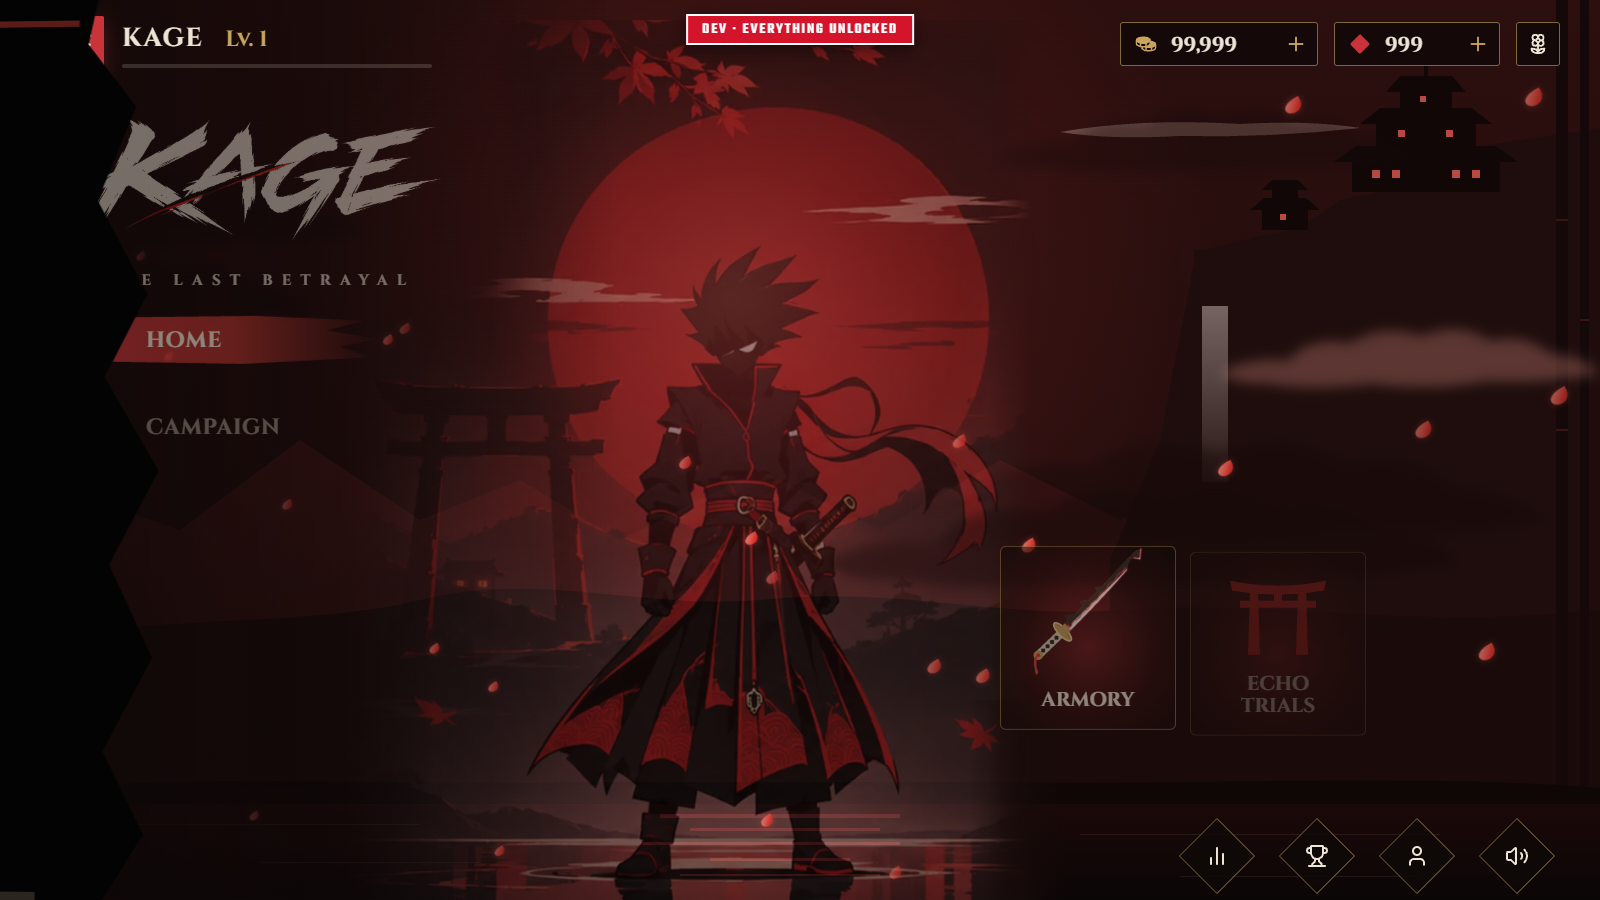 KAGE Lv. 1
DEV · EVERYTHING UNLOCKED
99,999 +
999 +
KAGE
E LAST BETRAYAL
HOME
CAMPAIGN
ARMORY
ECHO
TRIALS